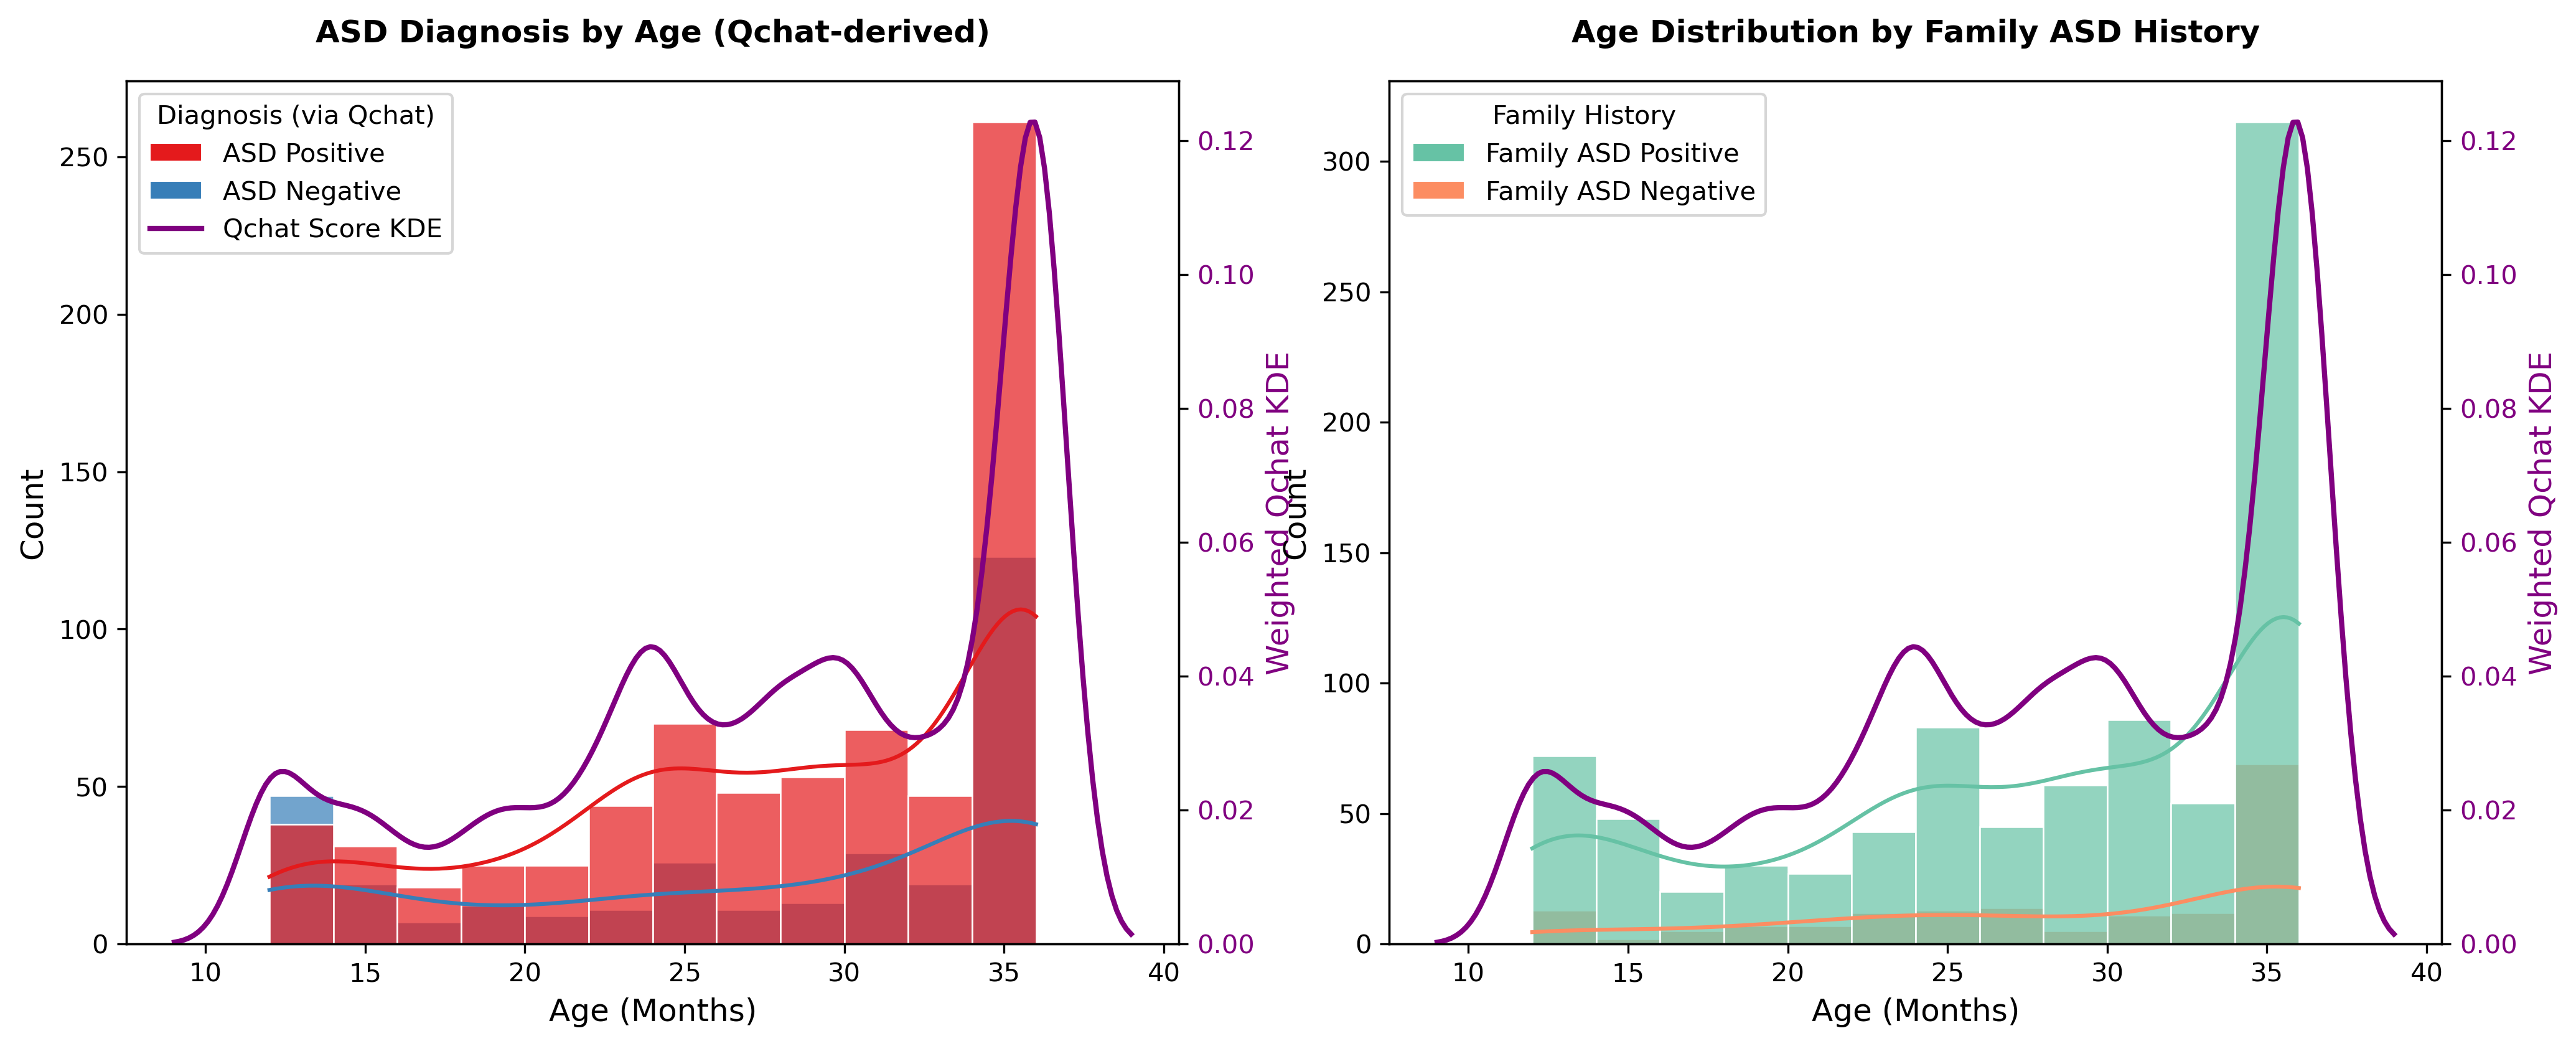 ASD Diagnosis by Age (Qchat-derived)
Diagnosis (via Qchat)
ASD Positive
ASD Negative
Qchat Score KDE
Count
250
200
150
100
50
0
10
15
20
25
30
35
40
Age (Months)
0.12
0.10
0.08
0.06
0.04
0.02
0.00
Weighted Qchat KDE
Age Distribution by Family ASD History
Family History
Family ASD Positive
Family ASD Negative
Count
300
250
200
150
100
50
0
10
15
20
25
30
35
40
Age (Months)
0.12
0.10
0.08
0.06
0.04
0.02
0.00
Weighted Qchat KDE